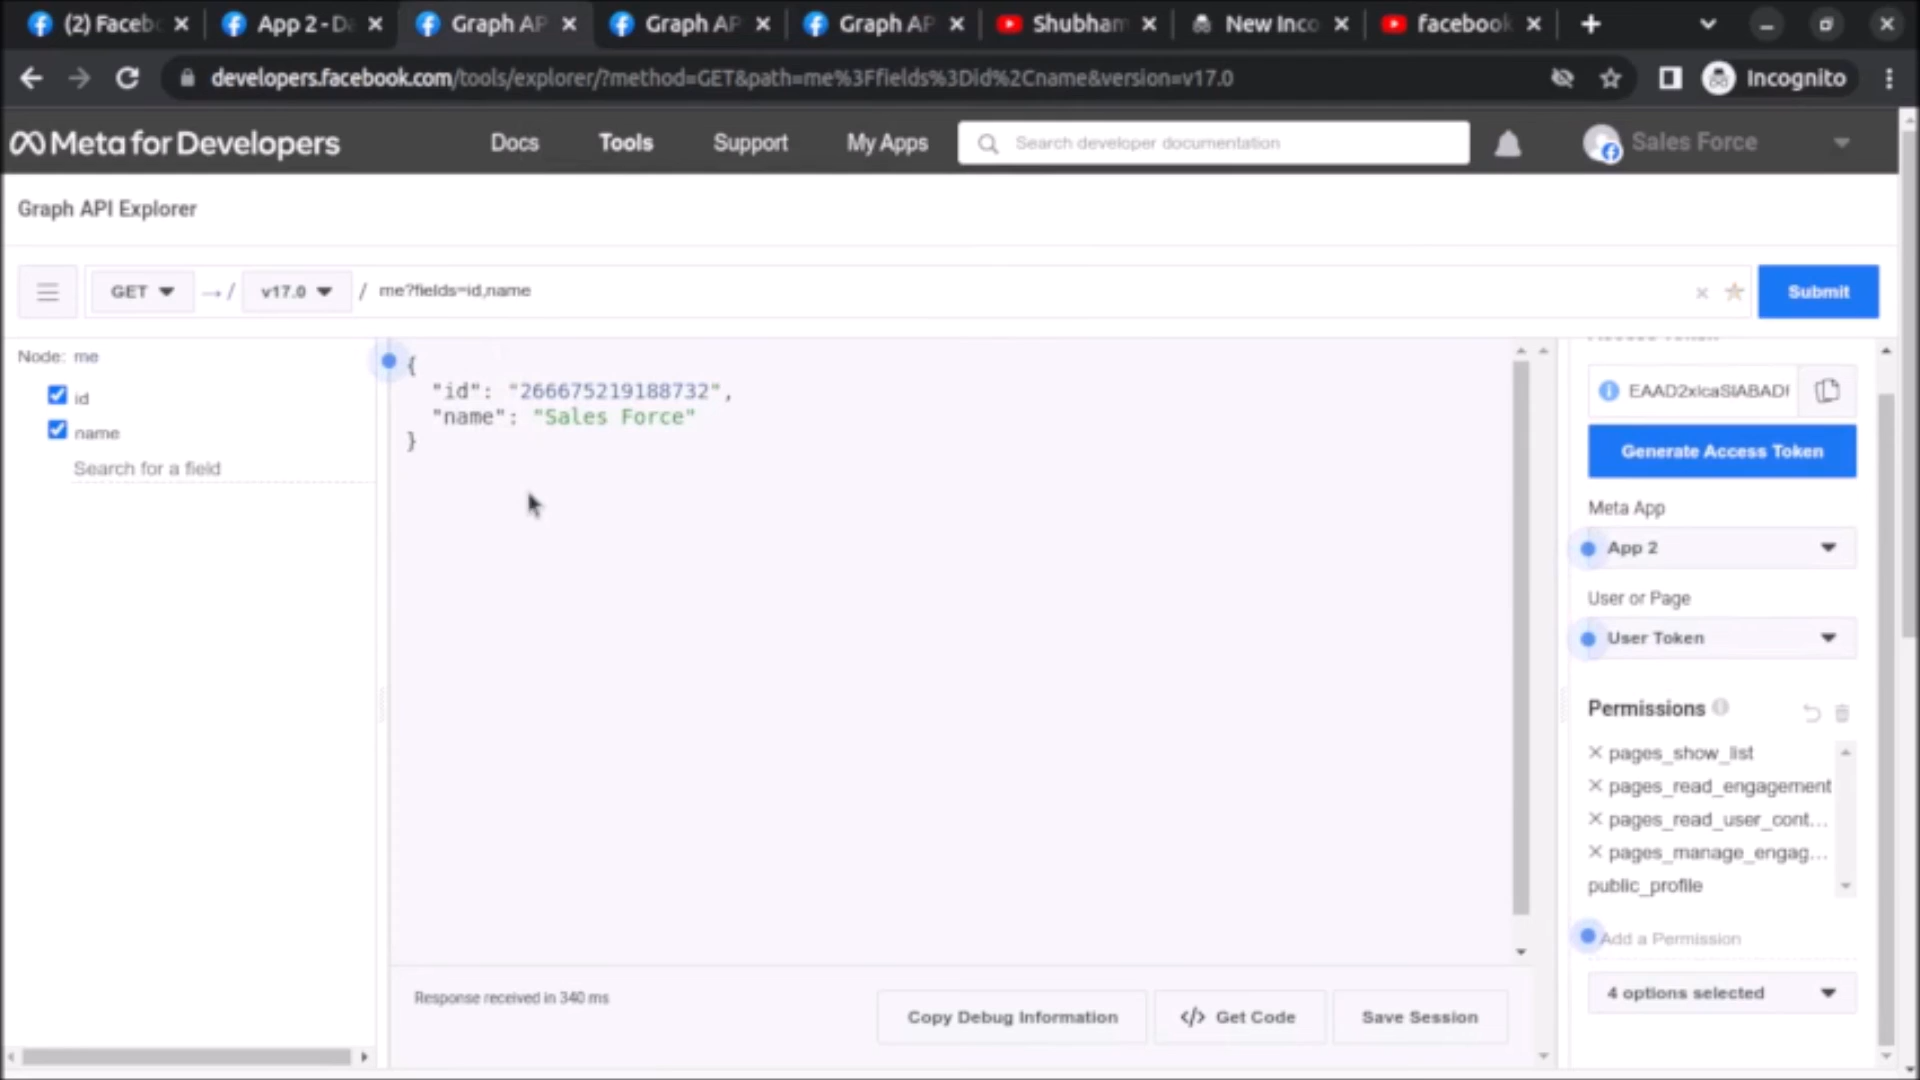 (2) Faceb
App 2 - Da
Graph AP
Graph AP
Graph AP
Shubham
New Inco
facebook
developers.facebook.com/tools/explorer/?method=GET&path=me%3Ffields%3Did%2Cname&version=v17.0
Incognito
Meta for Developers
Docs
Tools
Support
My Apps
Search developer documentation
Sales Force
Graph API Explorer
GET
→ /
v17.0
/ me?fields=id,name
Submit
Node: me
id
name
Search for a field
{
"id": "266675219188732",
"name": "Sales Force"
}
Response received in 340 ms
Copy Debug Information
</> Get Code
Save Session
Generate Access Token
Meta App
App 2
User or Page
User Token
Permissions
pages_show_list
pages_read_engagement
pages_read_user_cont...
pages_manage_engag...
public_profile
Add a Permission
4 options selected